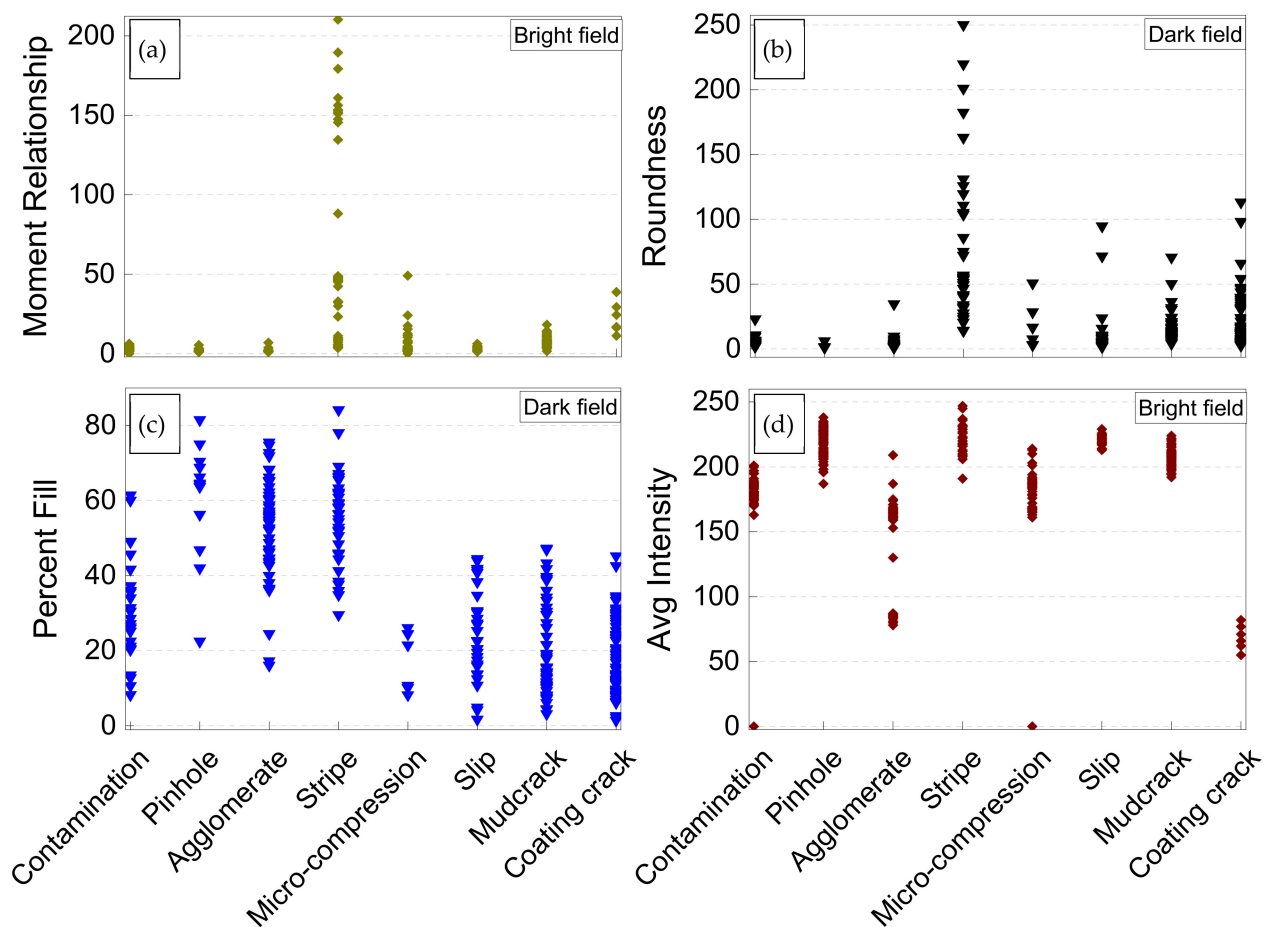 (a)
Bright field
Moment Relationship
200
150
100
50
0
(b)
Dark field
Roundness
250
200
150
100
50
0
(c)
Dark field
Percent Fill
80
60
40
20
0
Contamination
Pinhole
Agglomerate
Stripe
Micro-compression
Slip
Mudcrack
Coating crack
(d)
Bright field
Avg Intensity
250
200
150
100
50
0
Contamination
Pinhole
Agglomerate
Stripe
Micro-compression
Slip
Mudcrack
Coating crack